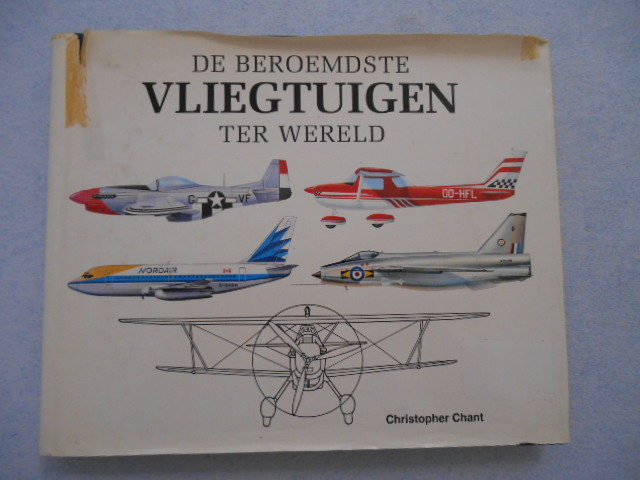 DE BEROEMDSTE
VLIEGTUIGEN
TER WERELD
G VF
OO-HFL
NORDAIR
Christopher Chant